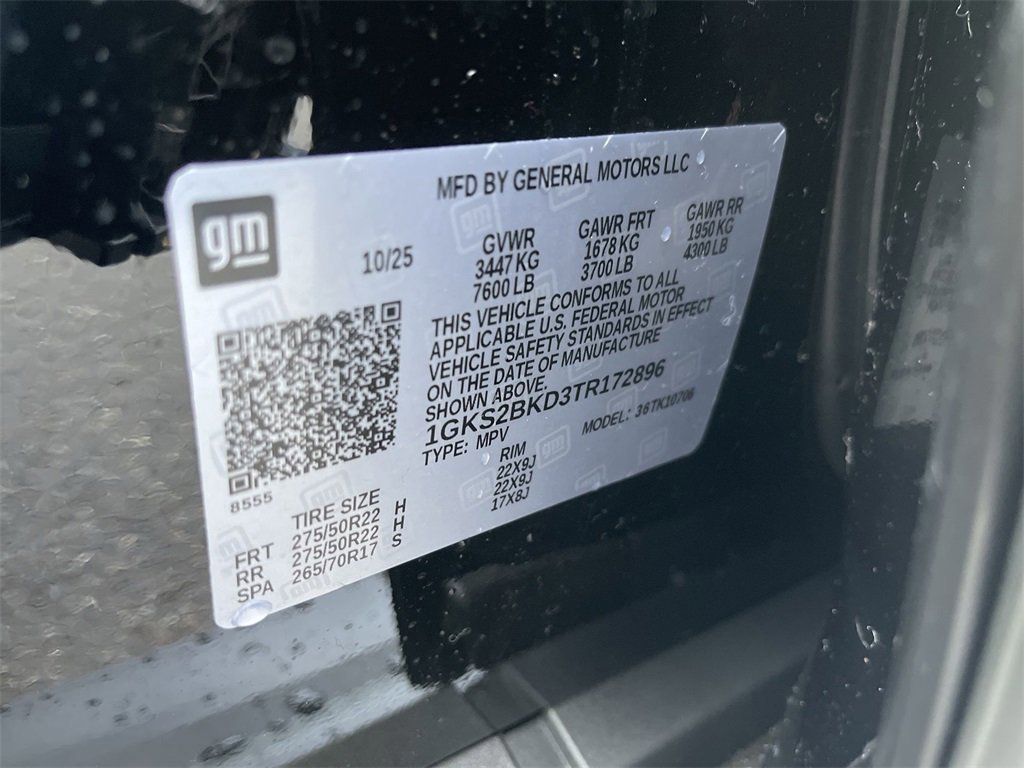 MFD BY GENERAL MOTORS LLC
gm
10/25
GVWR
3447 KG
7600 LB
GAWR FRT
1678 KG
3700 LB
GAWR RR
1950 KG
4300 LB
THIS VEHICLE CONFORMS TO ALL
APPLICABLE U.S. FEDERAL MOTOR
VEHICLE SAFETY STANDARDS IN EFFECT
ON THE DATE OF MANUFACTURE
SHOWN ABOVE.
1GKS2BKD3TR172896
TYPE: MPV
MODEL: 36TK10706
8555
TIRE SIZE
RIM
FRT 275/50R22 H 22X9J
RR 275/50R22 H 22X9J
SPA 265/70R17 S 17X8J